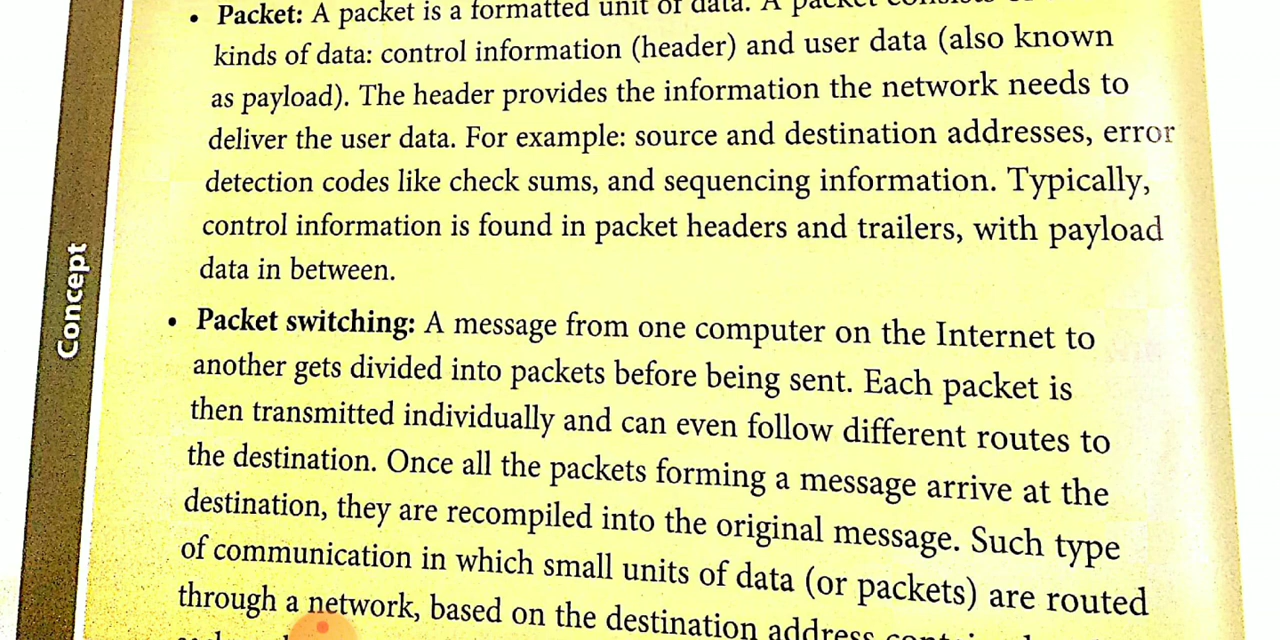 • Packet: A packet is a formatted unit of data. A packet consists
kinds of data: control information (header) and user data (also known
as payload). The header provides the information the network needs to
deliver the user data. For example: source and destination addresses, error
detection codes like check sums, and sequencing information. Typically,
control information is found in packet headers and trailers, with payload
data in between.
• Packet switching: A message from one computer on the Internet to
another gets divided into packets before being sent. Each packet is
then transmitted individually and can even follow different routes to
the destination. Once all the packets forming a message arrive at the
destination, they are recompiled into the original message. Such type
of communication in which small units of data (or packets) are routed
through a network, based on the destination address
Concept